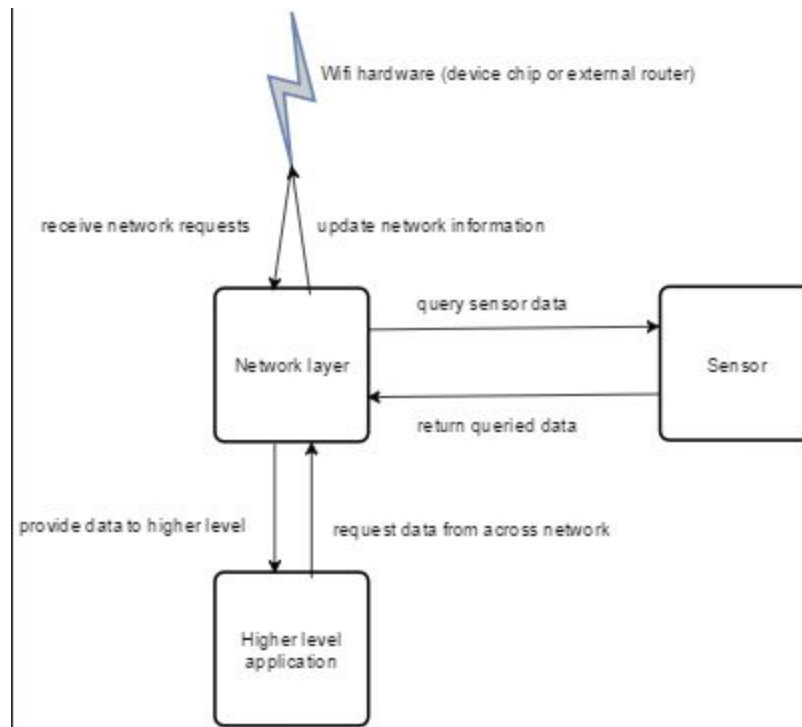 Wifi hardware (device chip or external router)
receive network requests
update network information
query sensor data
Network layer
Sensor
return queried data
provide data to higher level
request data from across network
Higher level
application